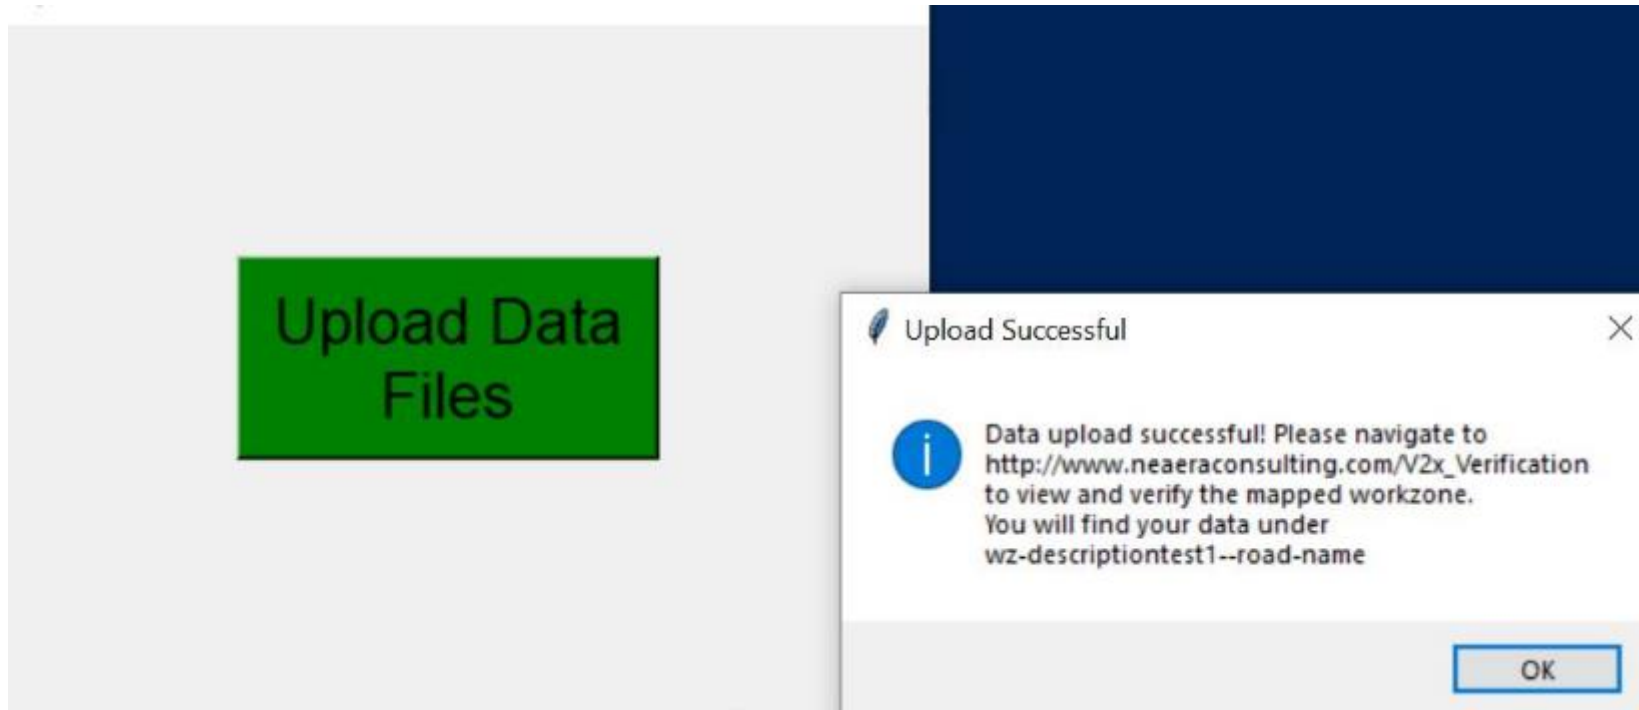 Upload Data
Files
Upload Successful
Data upload successful! Please navigate to
http://www.neaeraconsulting.com/V2x_Verification
to view and verify the mapped workzone.
You will find your data under
wz-descriptiontest1--road-name
OK